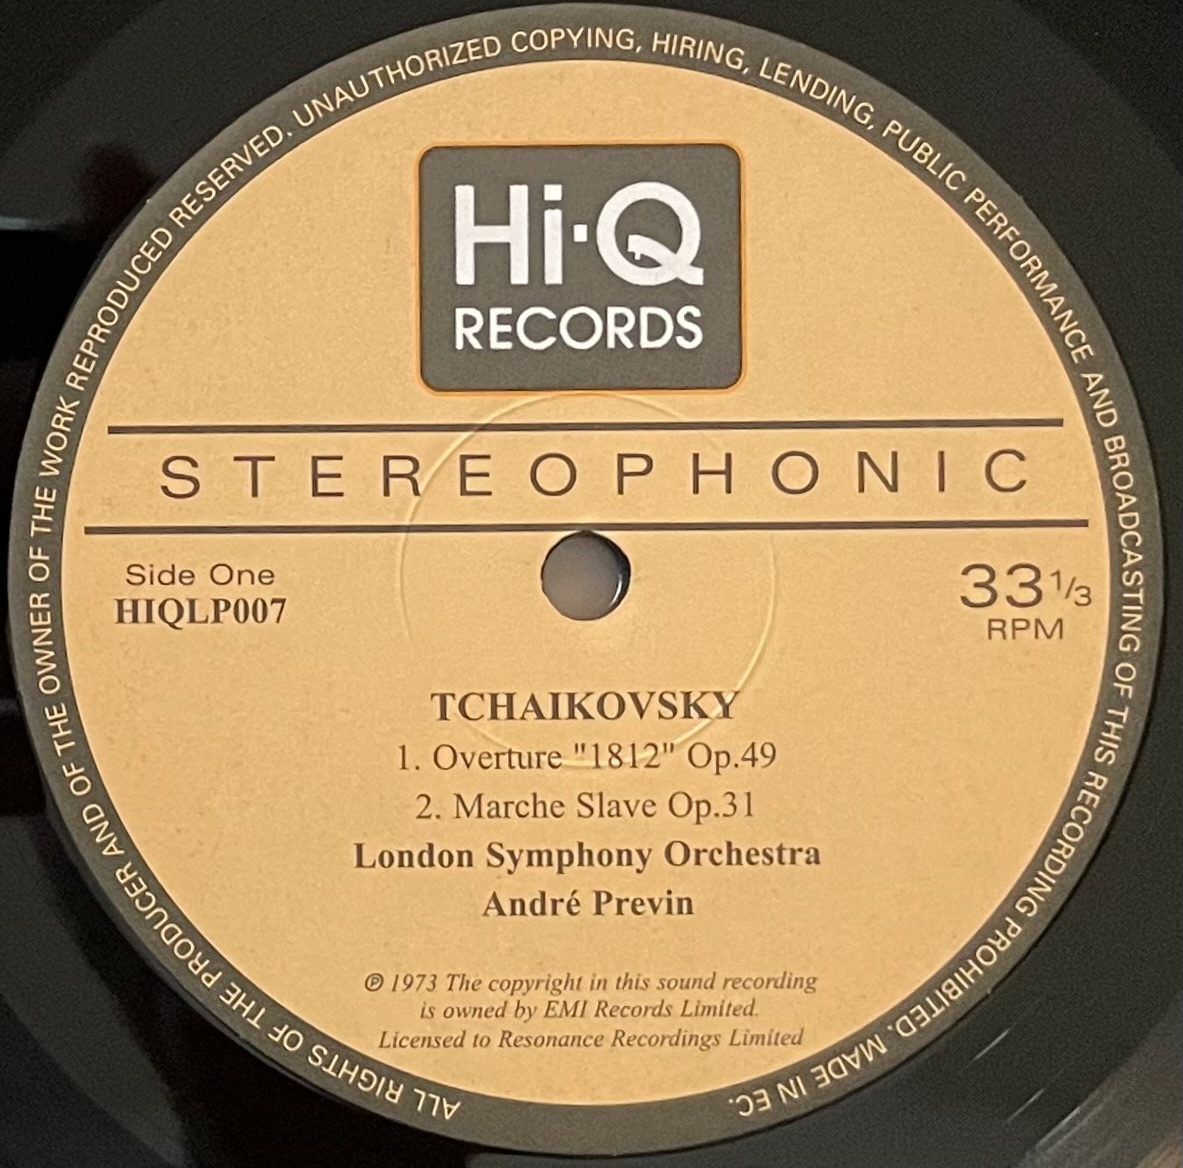 ALL RIGHTS OF THE PRODUCER AND OF THE OWNER OF THE WORK REPRODUCED RESERVED. UNAUTHORIZED COPYING, HIRING, LENDING, PUBLIC PERFORMANCE AND BROADCASTING OF THIS RECORDING PROHIBITED. MADE IN EC.
Hi·Q
RECORDS
STEREOPHONIC
Side One
HIQLP007
33 1/3
RPM
TCHAIKOVSKY
1. Overture "1812" Op.49
2. Marche Slave Op.31
London Symphony Orchestra
André Previn
℗ 1973 The copyright in this sound recording
is owned by EMI Records Limited.
Licensed to Resonance Recordings Limited